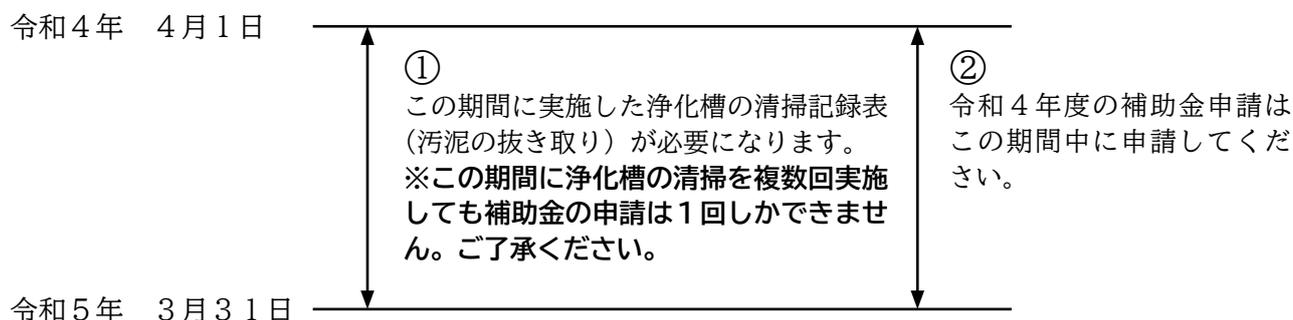 令和４年　４月１日
①
この期間に実施した浄化槽の清掃記録表
（汚泥の抜き取り）が必要になります。
※この期間に浄化槽の清掃を複数回実施
しても補助金の申請は１回しかできませ
ん。ご了承ください。
②
令和４年度の補助金申請は
この期間中に申請してくだ
さい。
令和５年　３月３１日